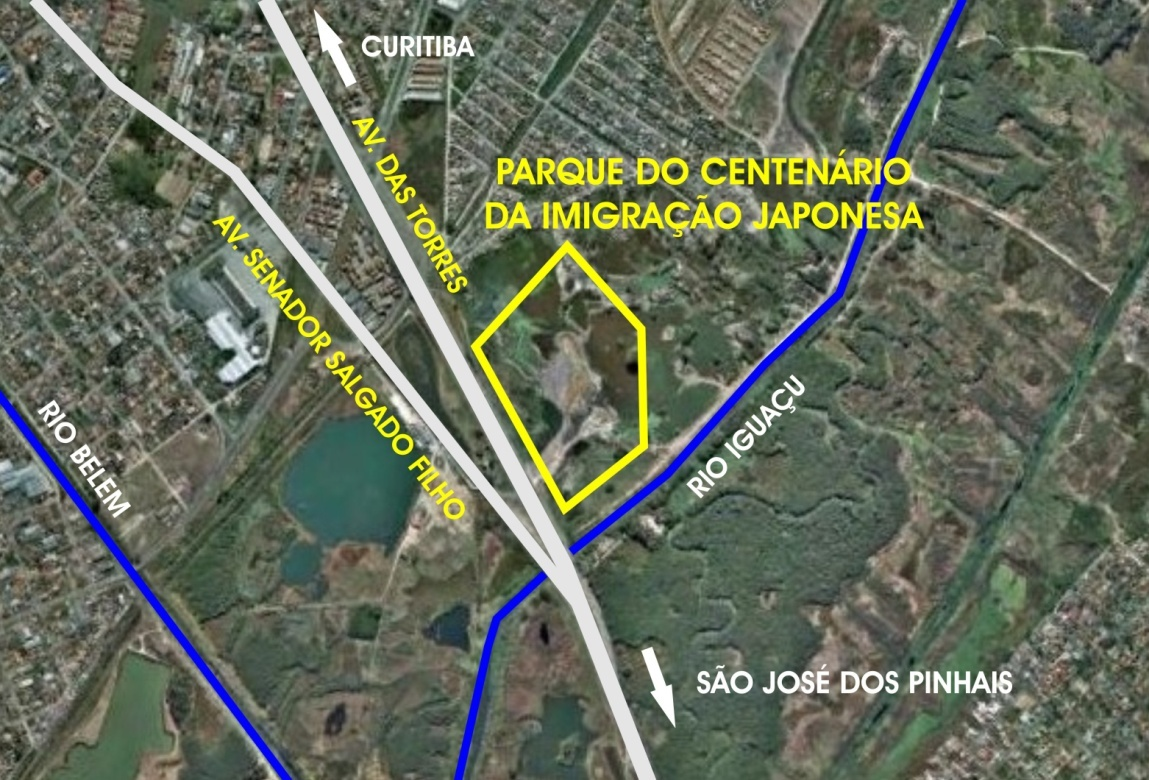 CURITIBA
AV. DAS TORRES
PARQUE DO CENTENÁRIO
DA IMIGRAÇÃO JAPONESA
AV. SENADOR SALGADO FILHO
RIO BELEM
RIO IGUAÇU
SÃO JOSÉ DOS PINHAIS